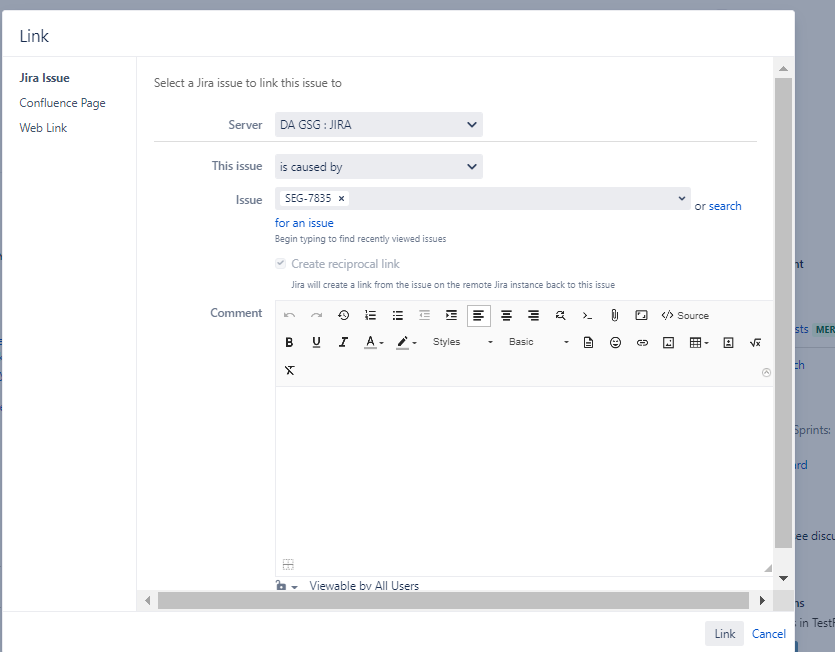 Link
Jira Issue
Confluence Page
Web Link
Select a Jira issue to link this issue to
Server
DA GSG : JIRA
This issue
is caused by
Issue
SEG-7835 ×
or search
for an issue
Begin typing to find recently viewed issues
Create reciprocal link
Jira will create a link from the issue on the remote Jira instance back to this issue
Comment
Source
B U I A
Styles
Basic
Viewable by All Users
Link
Cancel
nt
sts MER
ch
Sprints:
ard
ee discu
ns
in TestR